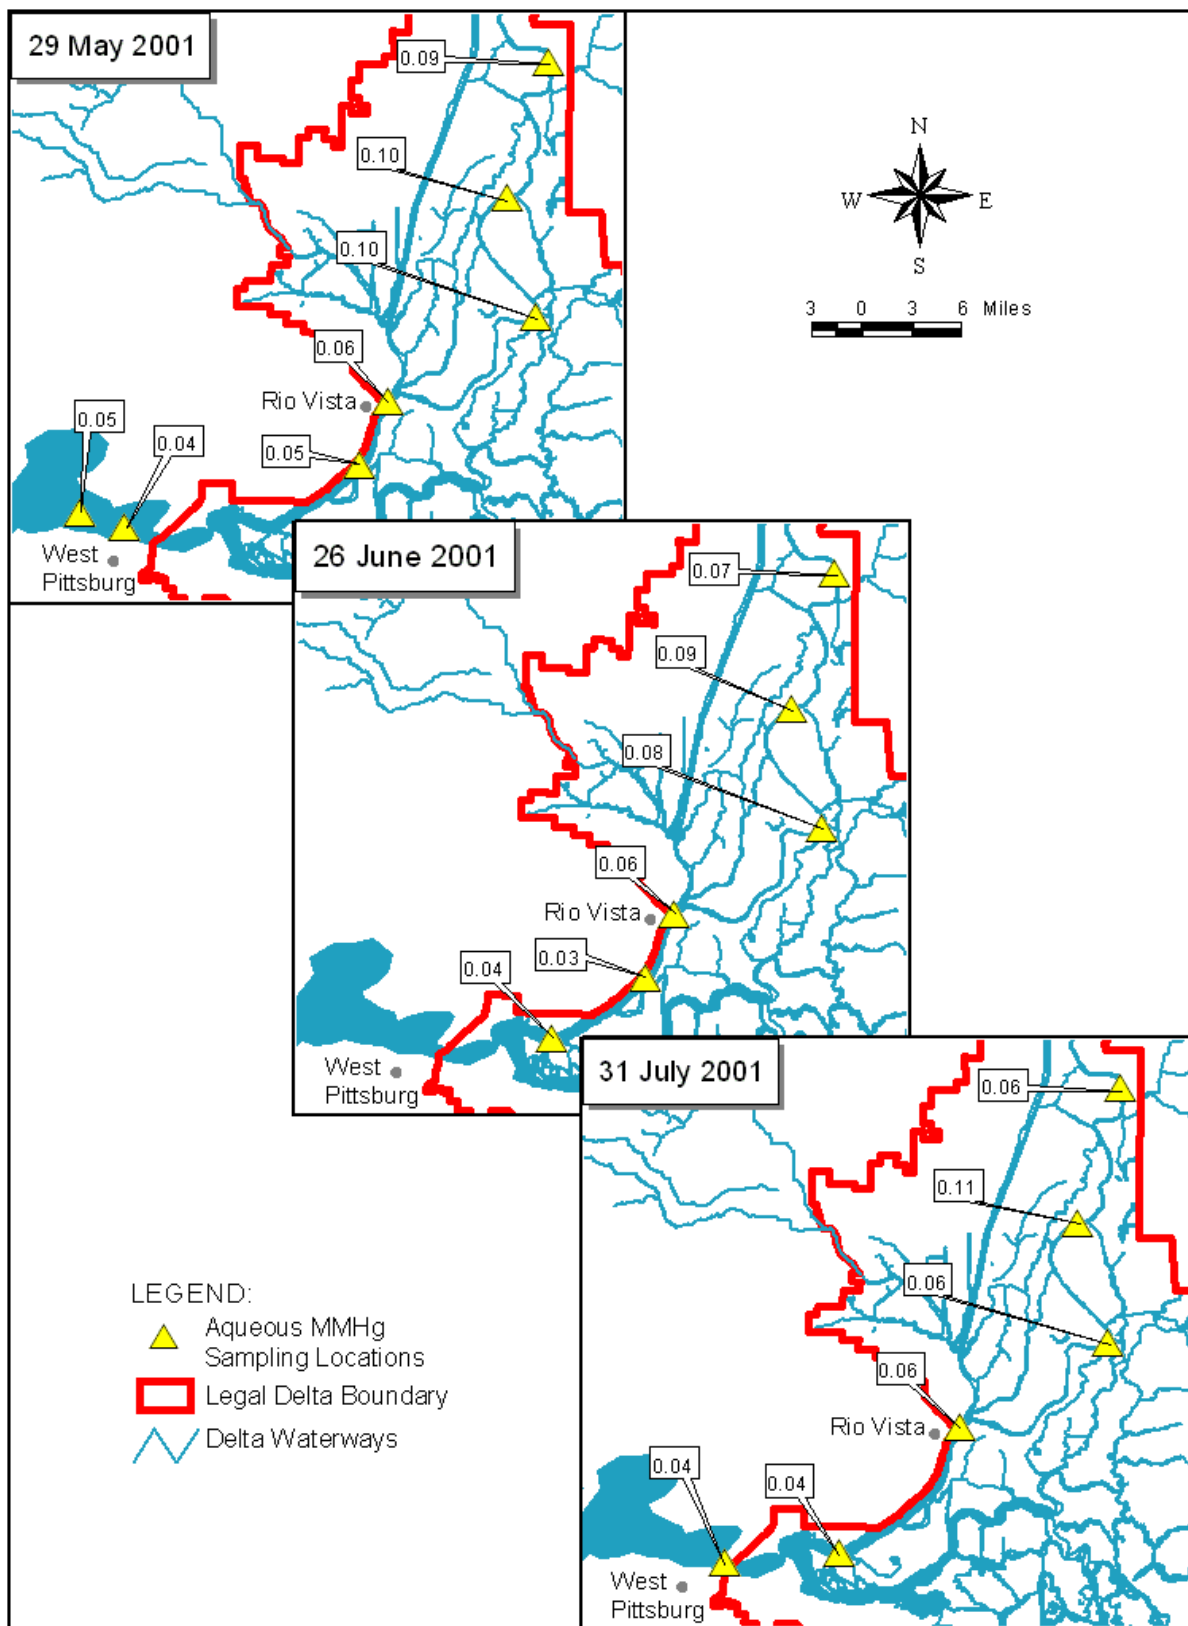 29 May 2001
0.09
0.10
0.10
0.06
Rio Vista
0.05
0.05
0.04
West
Pittsburg
N
W
E
S
3 0 3 6 Miles
26 June 2001
0.07
0.09
0.08
0.06
Rio Vista
0.03
0.04
West
Pittsburg
31 July 2001
0.06
0.11
0.06
0.06
Rio Vista
0.04
0.04
West
Pittsburg
LEGEND:
Aqueous MMHg
Sampling Locations
Legal Delta Boundary
Delta Waterways